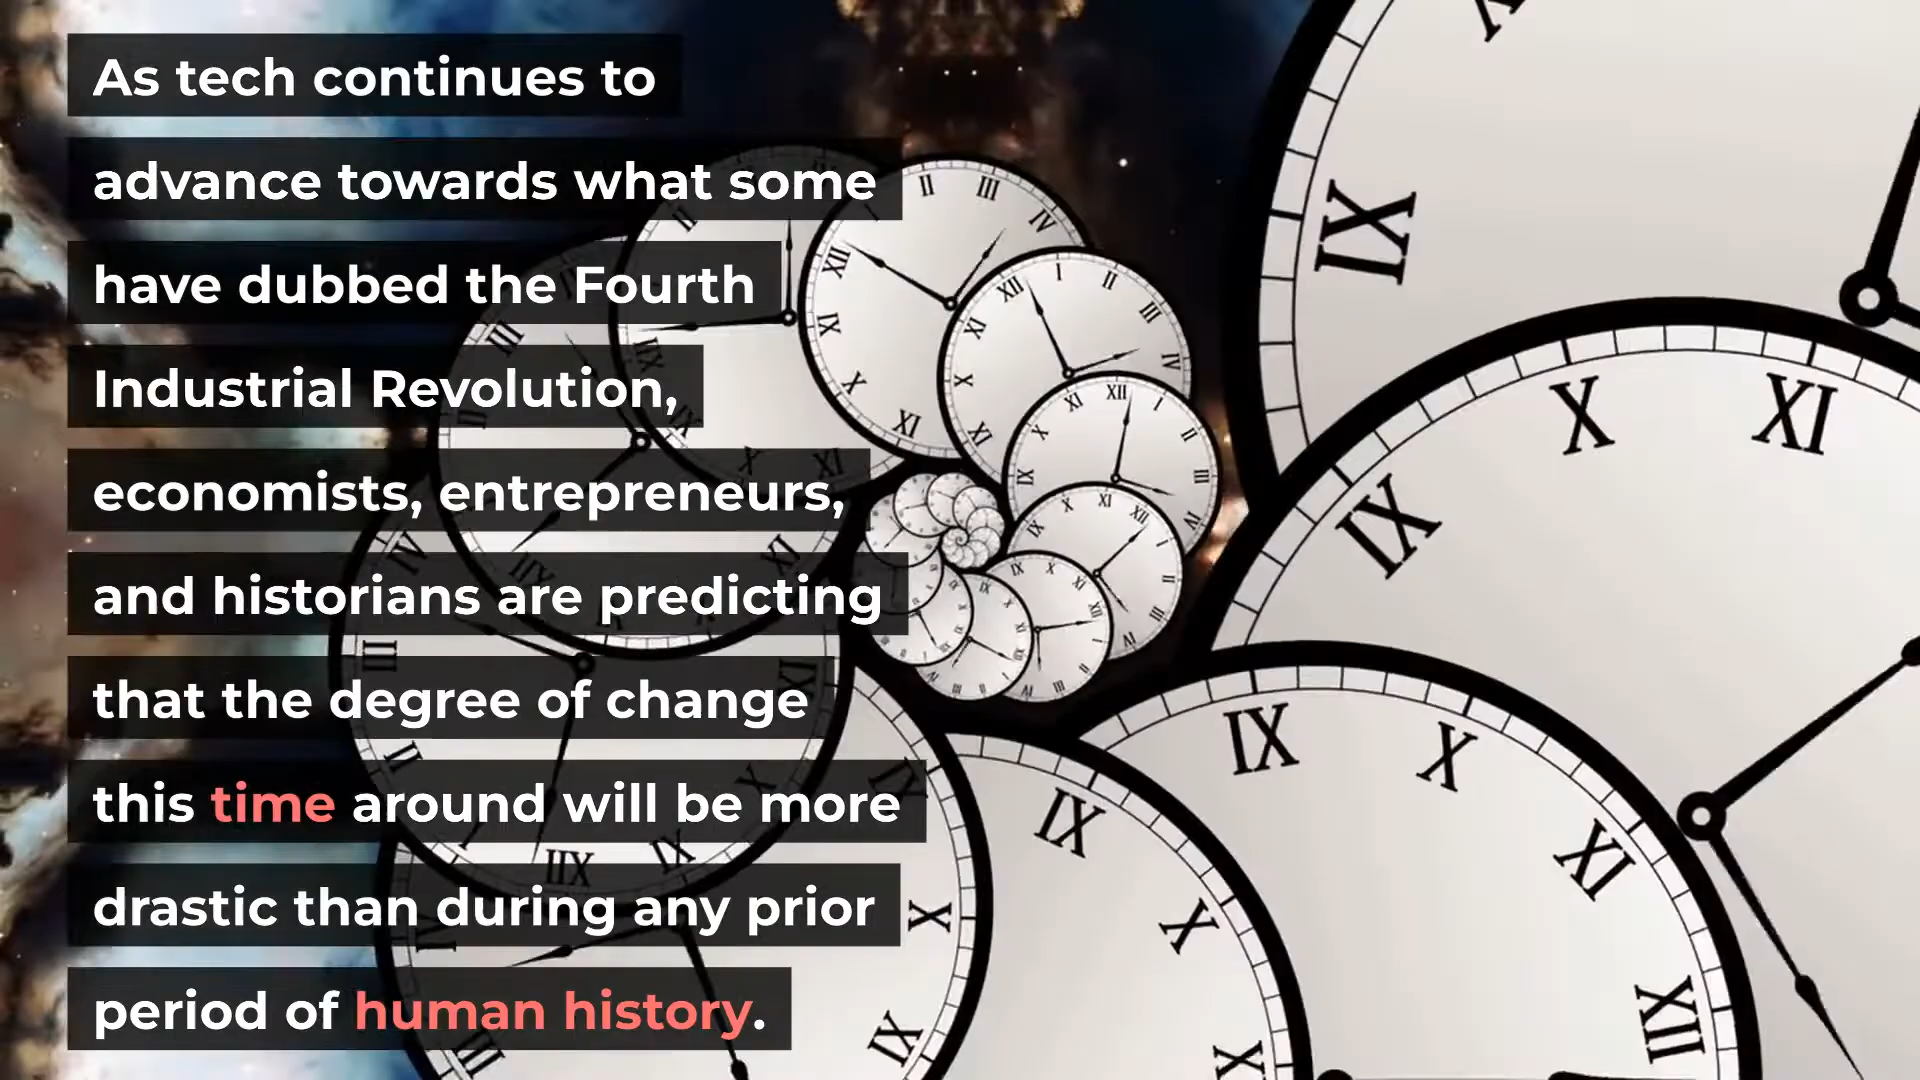 As tech continues to
advance towards what some
have dubbed the Fourth
Industrial Revolution,
economists, entrepreneurs,
and historians are predicting
that the degree of change
this time around will be more
drastic than during any prior
period of human history.